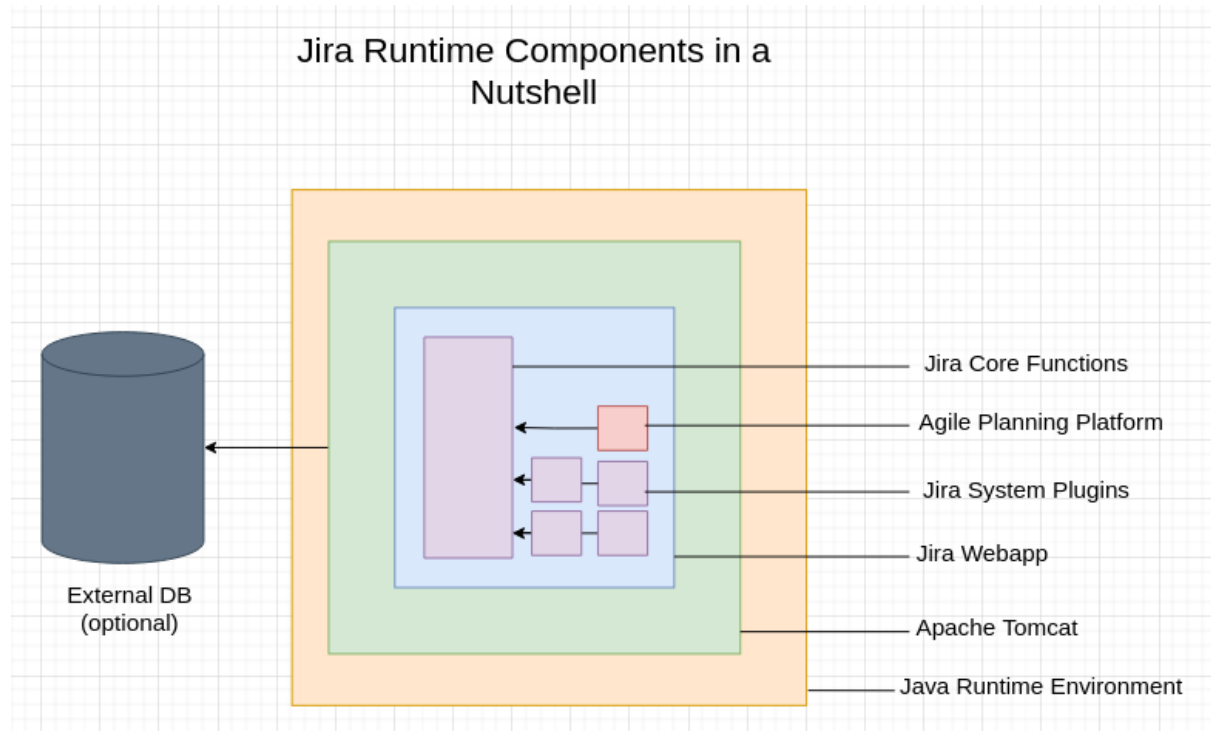 Jira Runtime Components in a
Nutshell
Jira Core Functions
Agile Planning Platform
Jira System Plugins
Jira Webapp
Apache Tomcat
Java Runtime Environment
External DB
(optional)